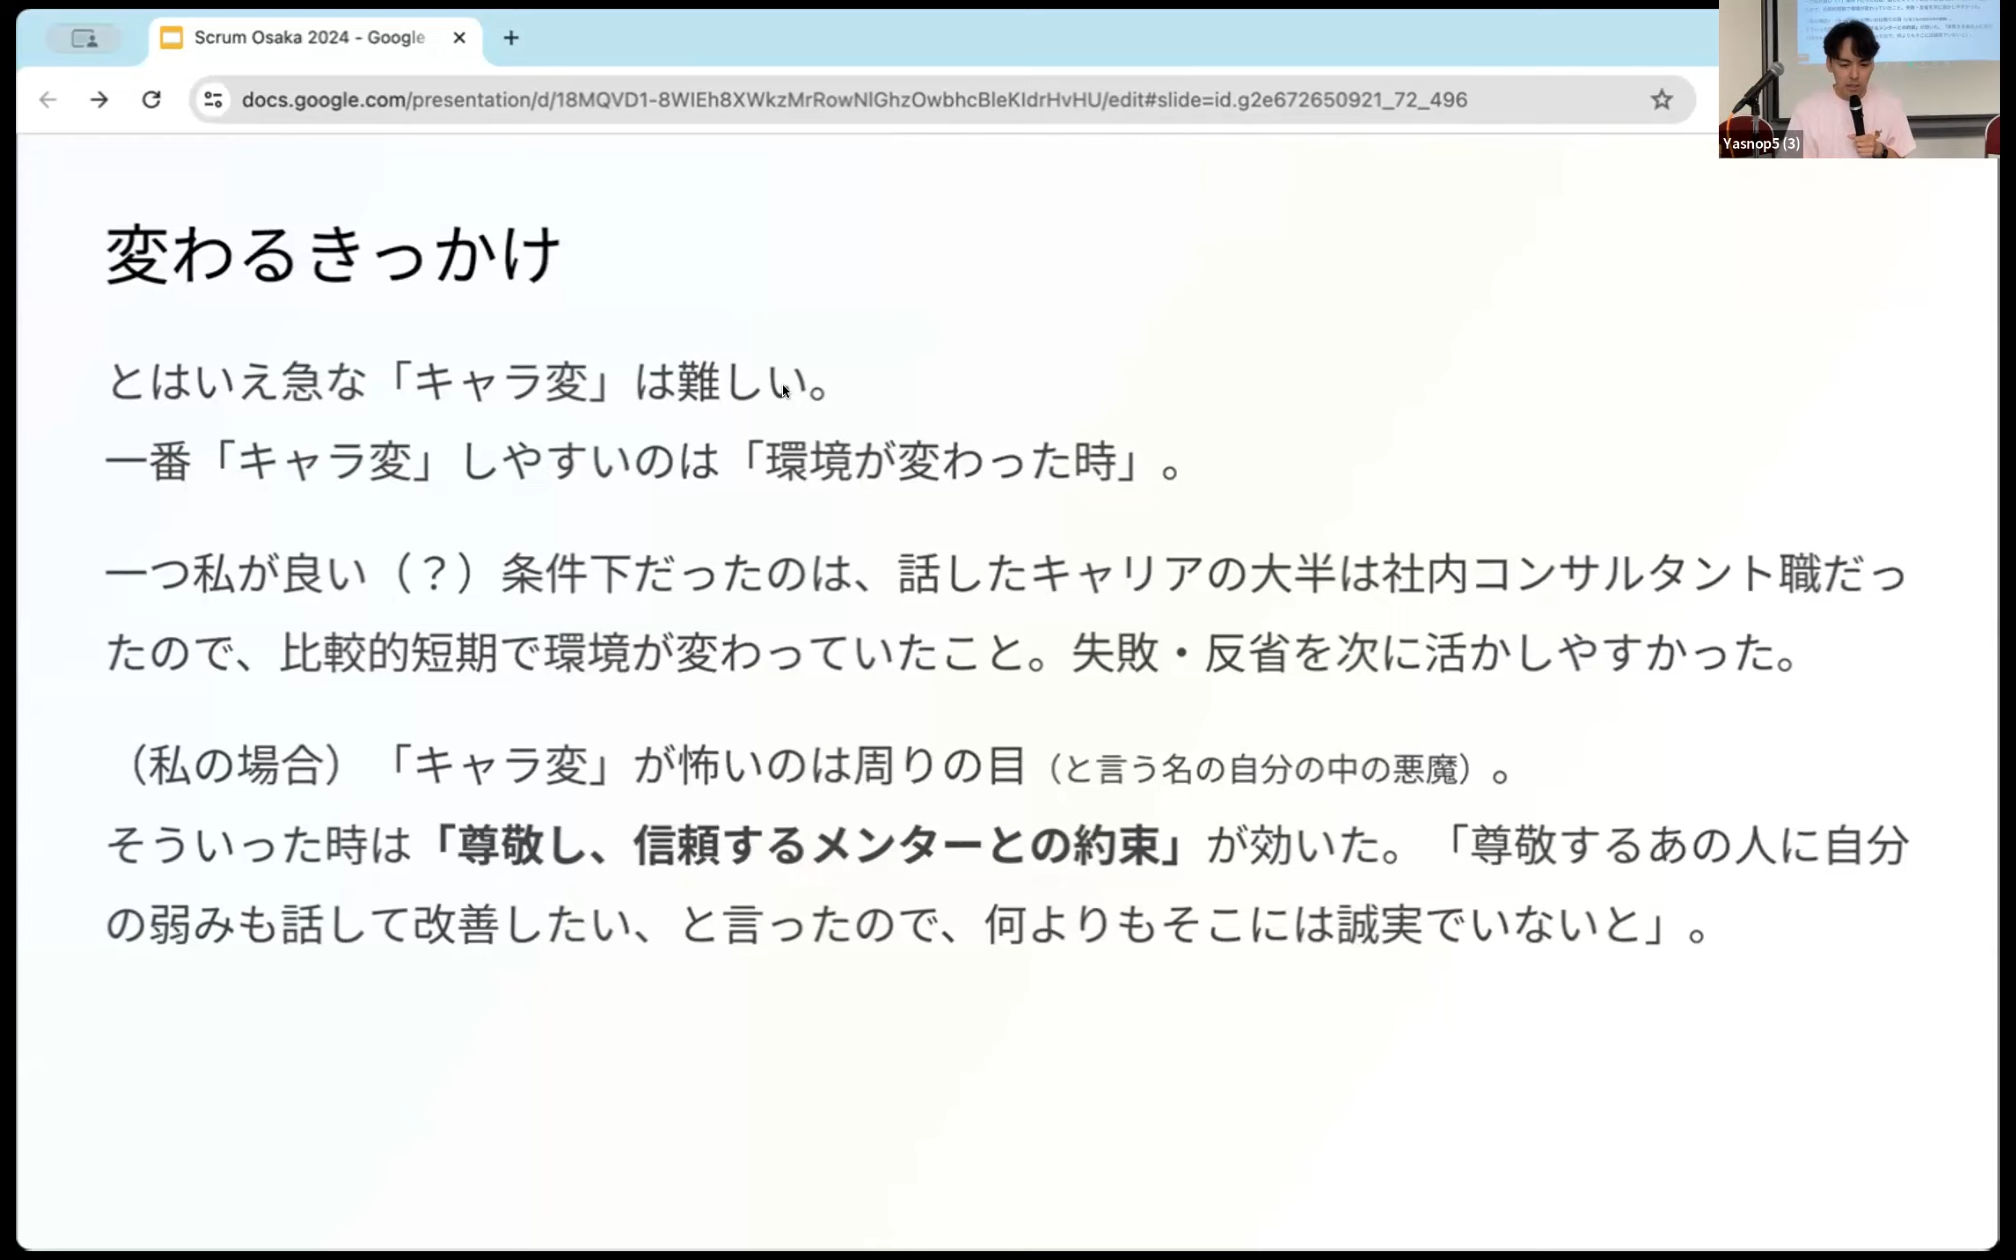 Scrum Osaka 2024 - Google
docs.google.com/presentation/d/18MQVD1-8WIEh8XWkzMrRowNlGhzOwbhcBleKIdrHvHU/edit#slide=id.g2e672650921_72_496
Yasnop5 (3)
変わるきっかけ
とはいえ急な「キャラ変」は難しい。
一番「キャラ変」しやすいのは「環境が変わった時」。
一つ私が良い（？）条件下だったのは、話したキャリアの大半は社内コンサルタント職だっ
たので、比較的短期で環境が変わっていたこと。失敗・反省を次に活かしやすかった。
（私の場合）「キャラ変」が怖いのは周りの目（と言う名の自分の中の悪魔）。
そういった時は「尊敬し、信頼するメンターとの約束」が効いた。「尊敬するあの人に自分
の弱みも話して改善したい、と言ったので、何よりもそこには誠実でいないと」。